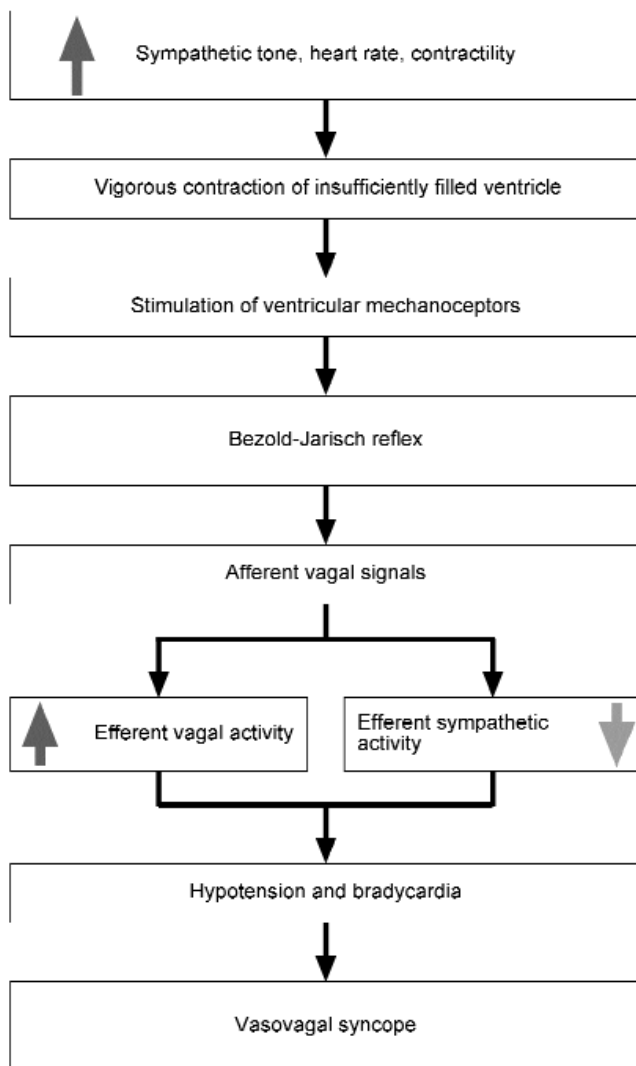 Sympathetic tone, heart rate, contractility
Vigorous contraction of insufficiently filled ventricle
Stimulation of ventricular mechanoceptors
Bezold-Jarisch reflex
Afferent vagal signals
Efferent vagal activity
Efferent sympathetic
activity
Hypotension and bradycardia
Vasovagal syncope